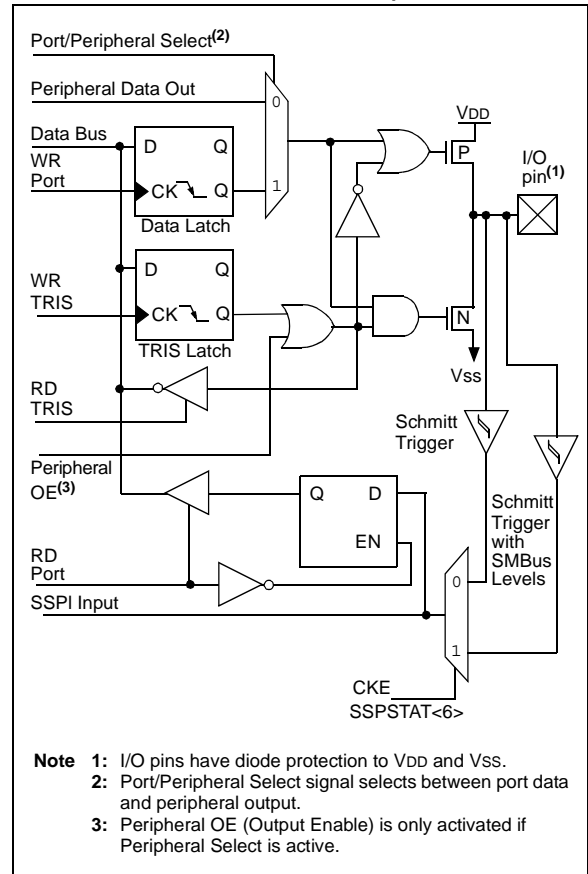 Port/Peripheral Select(2)
Peripheral Data Out
0
VDD
Data Bus
D
Q
P
I/O
pin(1)
WR
Port
CK
Q
1
Data Latch
D
Q
WR
TRIS
CK
Q
N
TRIS Latch
Vss
RD
TRIS
Schmitt
Trigger
Peripheral
OE(3)
Q
D
EN
Schmitt
Trigger
with
SMBus
Levels
RD
Port
0
SSPI Input
1
CKE
SSPSTAT<6>
Note 1: I/O pins have diode protection to VDD and VSS.
2: Port/Peripheral Select signal selects between port data
and peripheral output.
3: Peripheral OE (Output Enable) is only activated if
Peripheral Select is active.